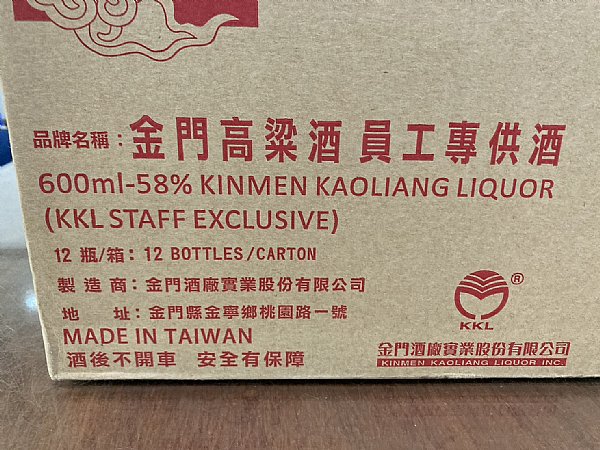 品牌名稱：金門高粱酒 員工專供酒
600ml-58% KINMEN KAOLIANG LIQUOR
(KKL STAFF EXCLUSIVE)
12 瓶/箱：12 BOTTLES/CARTON
製造商：金門酒廠實業股份有限公司
地 址：金門縣金寧鄉桃園路一號
MADE IN TAIWAN
酒後不開車 安全有保障
®
KKL
金門酒廠實業股份有限公司
KINMEN KAOLIANG LIQUOR INC.